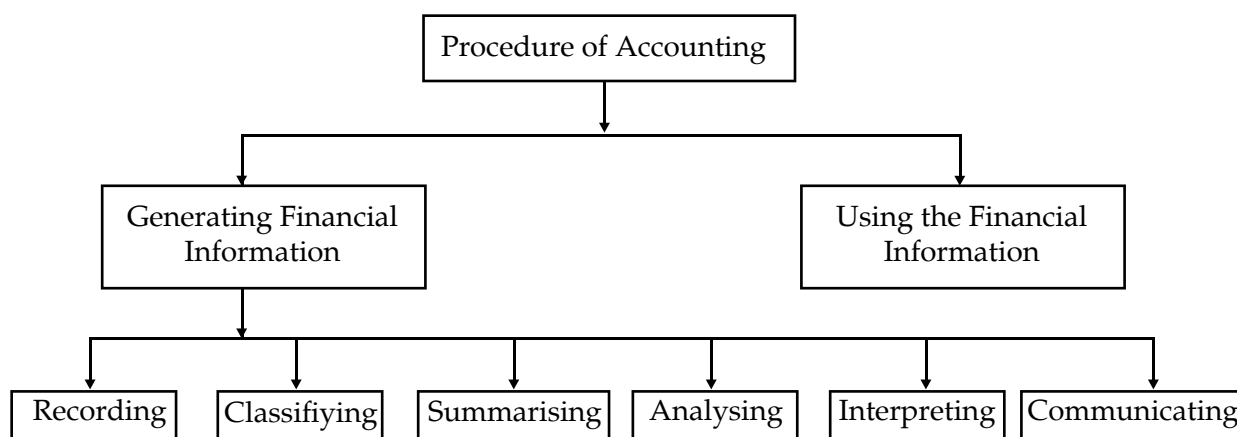 Procedure of Accounting
Generating Financial
Information
Using the Financial
Information
Recording
Classifiying
Summarising
Analysing
Interpreting
Communicating